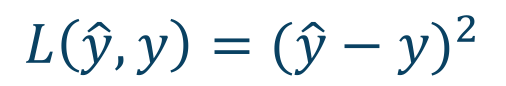 L(ŷ, y) = (ŷ − y)²